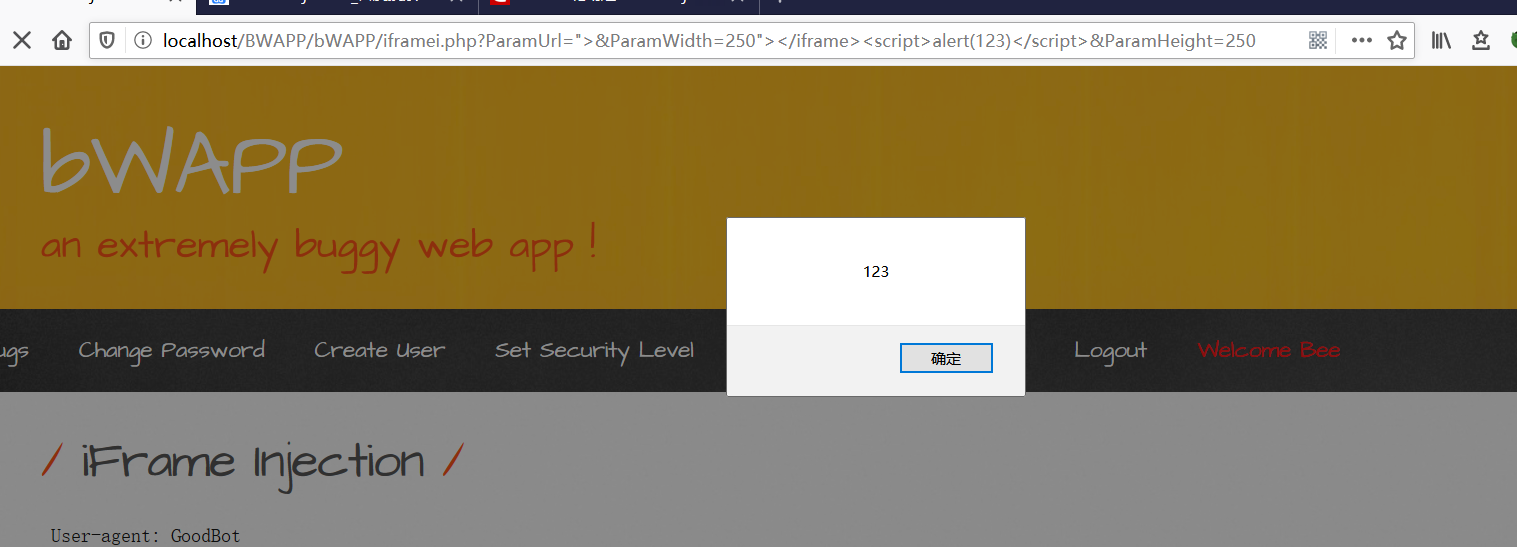 localhost/BWAPP/bWAPP/iframei.php?ParamUrl=">&ParamWidth=250"></iframe><script>alert(123)</script>&ParamHeight=250
bWAPP
an extremely buggy web app !
123
确定
ugs Change Password Create User Set Security Level Logout Welcome Bee
/ iFrame Injection /
User-agent: GoodBot